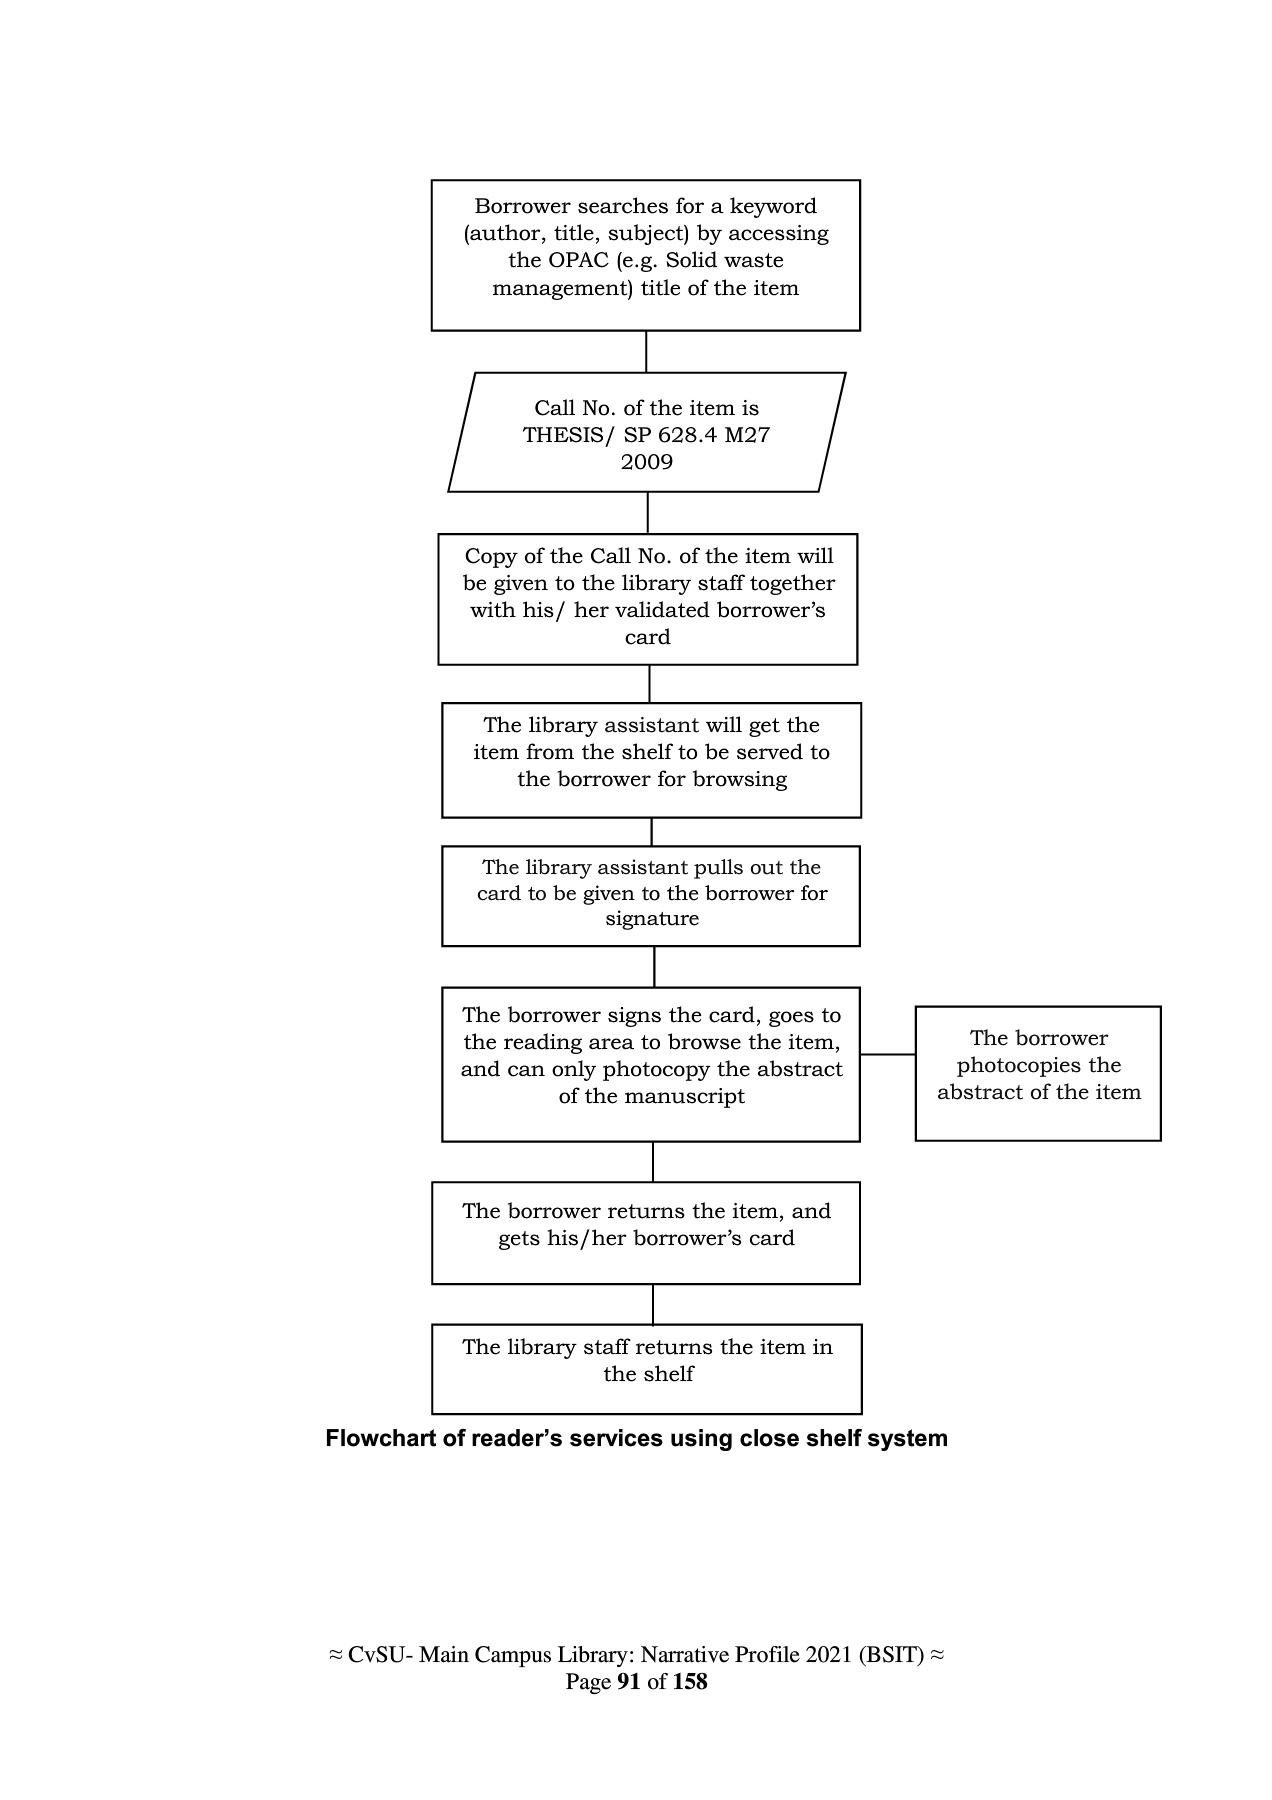 Borrower searches for a keyword
(author, title, subject) by accessing
the OPAC (e.g. Solid waste
management) title of the item
Call No. of the item is
THESIS/ SP 628.4 M27
2009
Copy of the Call No. of the item will
be given to the library staff together
with his/ her validated borrower’s
card
The library assistant will get the
item from the shelf to be served to
the borrower for browsing
The library assistant pulls out the
card to be given to the borrower for
signature
The borrower signs the card, goes to
the reading area to browse the item,
and can only photocopy the abstract
of the manuscript
The borrower
photocopies the
abstract of the item
The borrower returns the item, and
gets his/her borrower’s card
The library staff returns the item in
the shelf
Flowchart of reader’s services using close shelf system
≈ CvSU- Main Campus Library: Narrative Profile 2021 (BSIT) ≈
Page 91 of 158